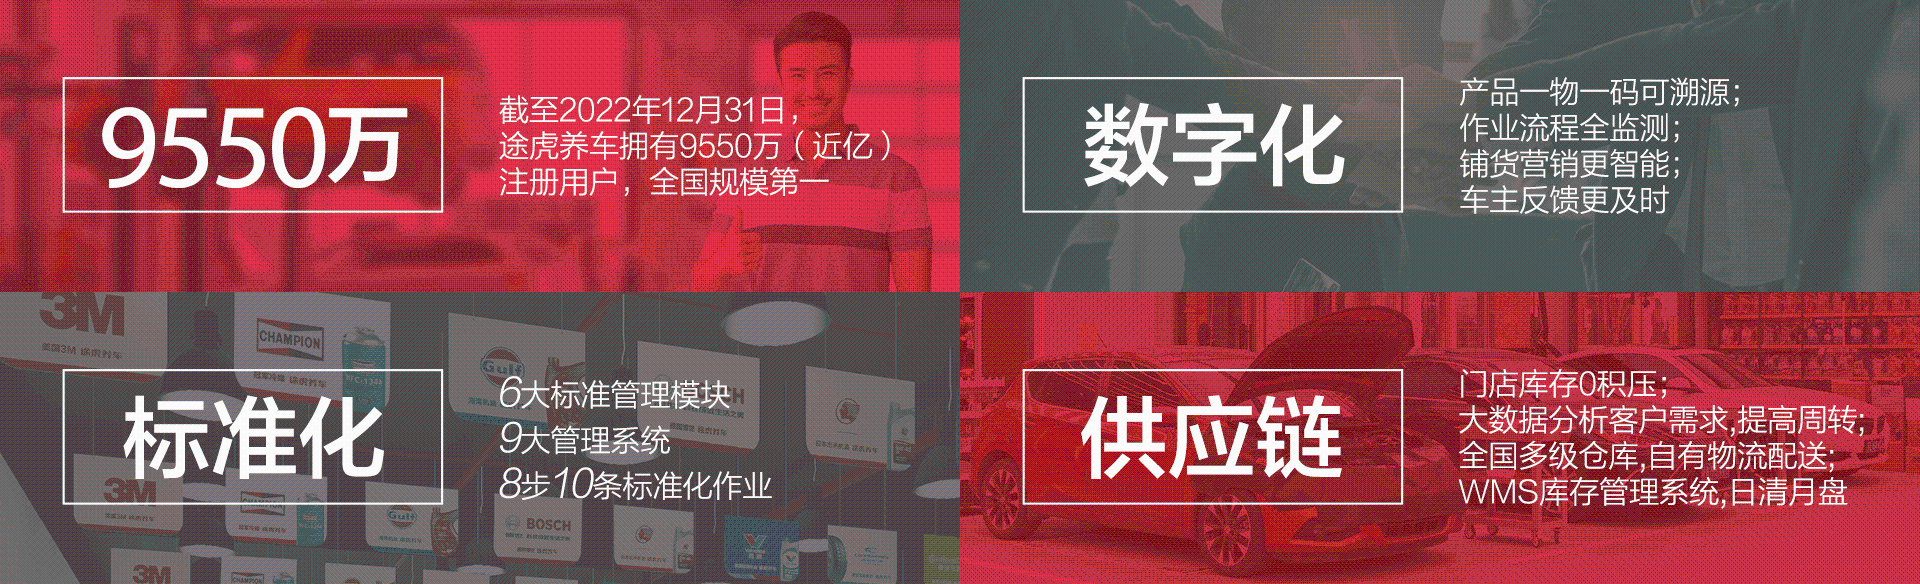 9550万
截至2022年12月31日，
途虎养车拥有9550万（近亿）
注册用户，全国规模第一
数字化
产品一物一码可溯源；
作业流程全监测；
铺货营销更智能；
车主反馈更及时
3M
CHAMPION
Gulf
标准化
6大标准管理模块
9大管理系统
8步10条标准化作业
3M
CHAMPION
Gulf
BOSCH
3M
供应链
门店库存0积压；
大数据分析客户需求,提高周转；
全国多级仓库,自有物流配送;
WMS库存管理系统,日清月盘